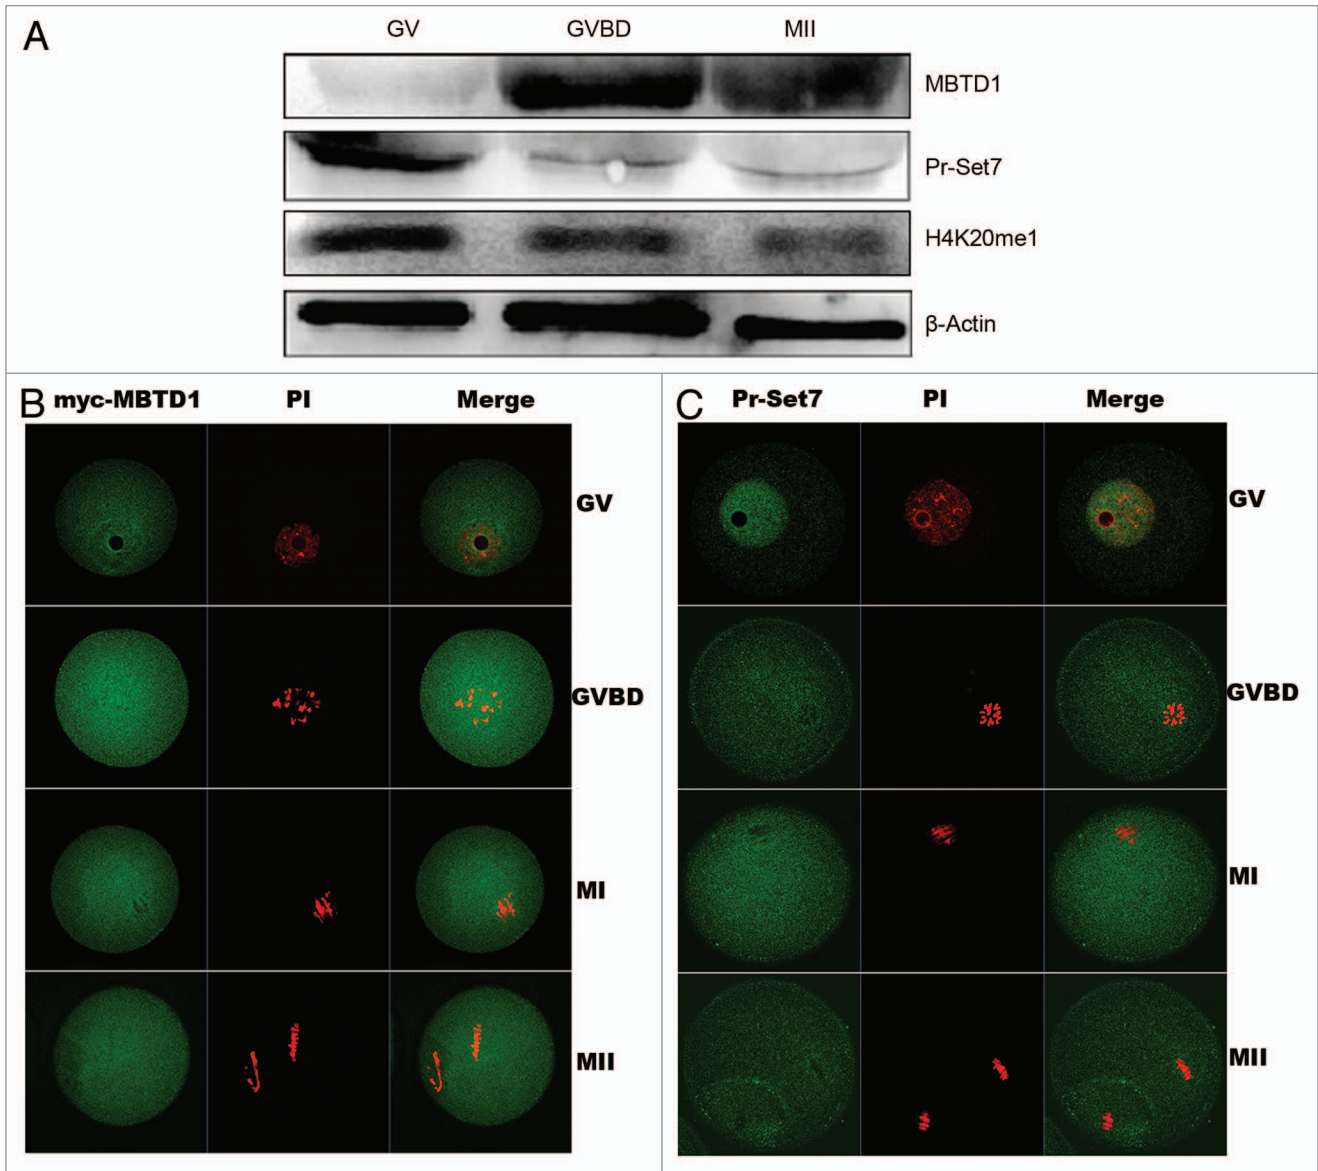 A
GV GVBD MII
MBTD1
Pr-Set7
H4K20me1
β-Actin
B myc-MBTD1 PI Merge
GV
GVBD
MI
MII
C Pr-Set7 PI Merge
GV
GVBD
MI
MII